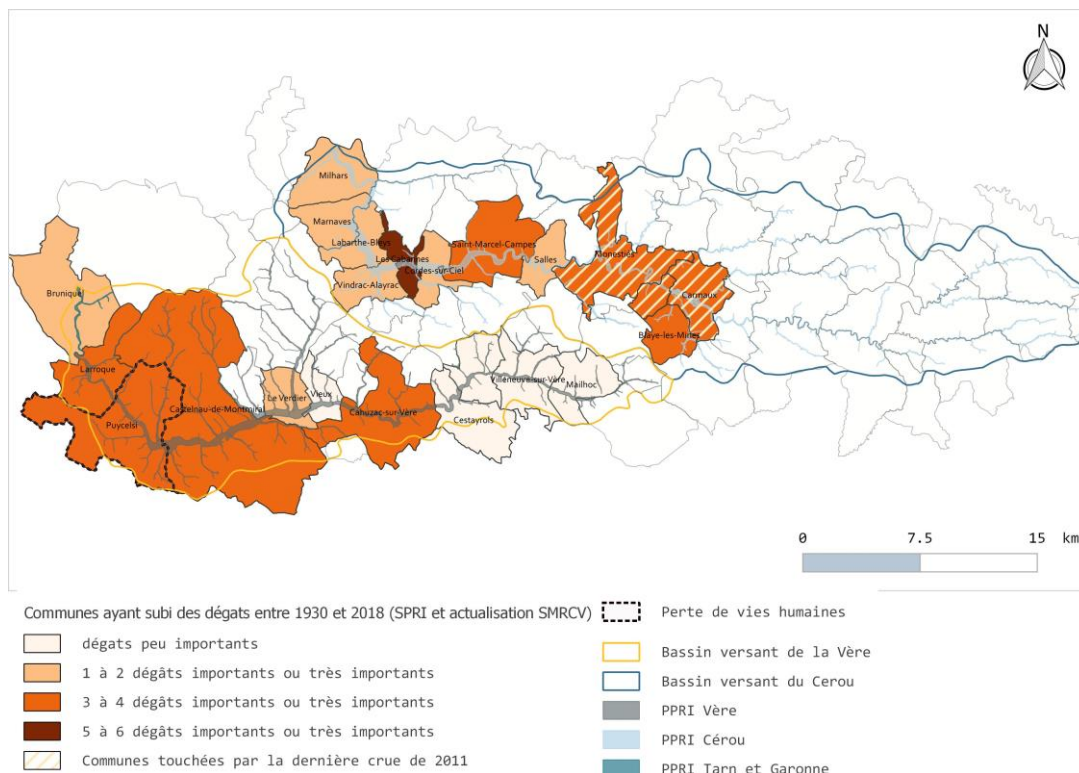 N
Milhars
Marnaves
Labarthe-Bleys
Les Cabannes
Saint-Marcel-Campes
Cordes-sur-Ciel
Salles
Monestiés
Vindrac-Alayrac
Carmaux
Blaye-les-Mines
Bruniquel
Larroque
Le Verdier
Vieux
Villeneuve-sur-Vère
Mailhoc
Castelnau-de-Montmiral
Cahuzac-sur-Vère
Cestayrols
Puycelsi
0 7.5 15 km
Communes ayant subi des dégats entre 1930 et 2018 (SPRI et actualisation SMRCV)
dégats peu importants
1 à 2 dégâts importants ou très importants
3 à 4 dégâts importants ou très importants
5 à 6 dégâts importants ou très importants
Communes touchées par la dernière crue de 2011
Perte de vies humaines
Bassin versant de la Vère
Bassin versant du Cerou
PPRI Vère
PPRI Cérou
PPRI Tarn et Garonne